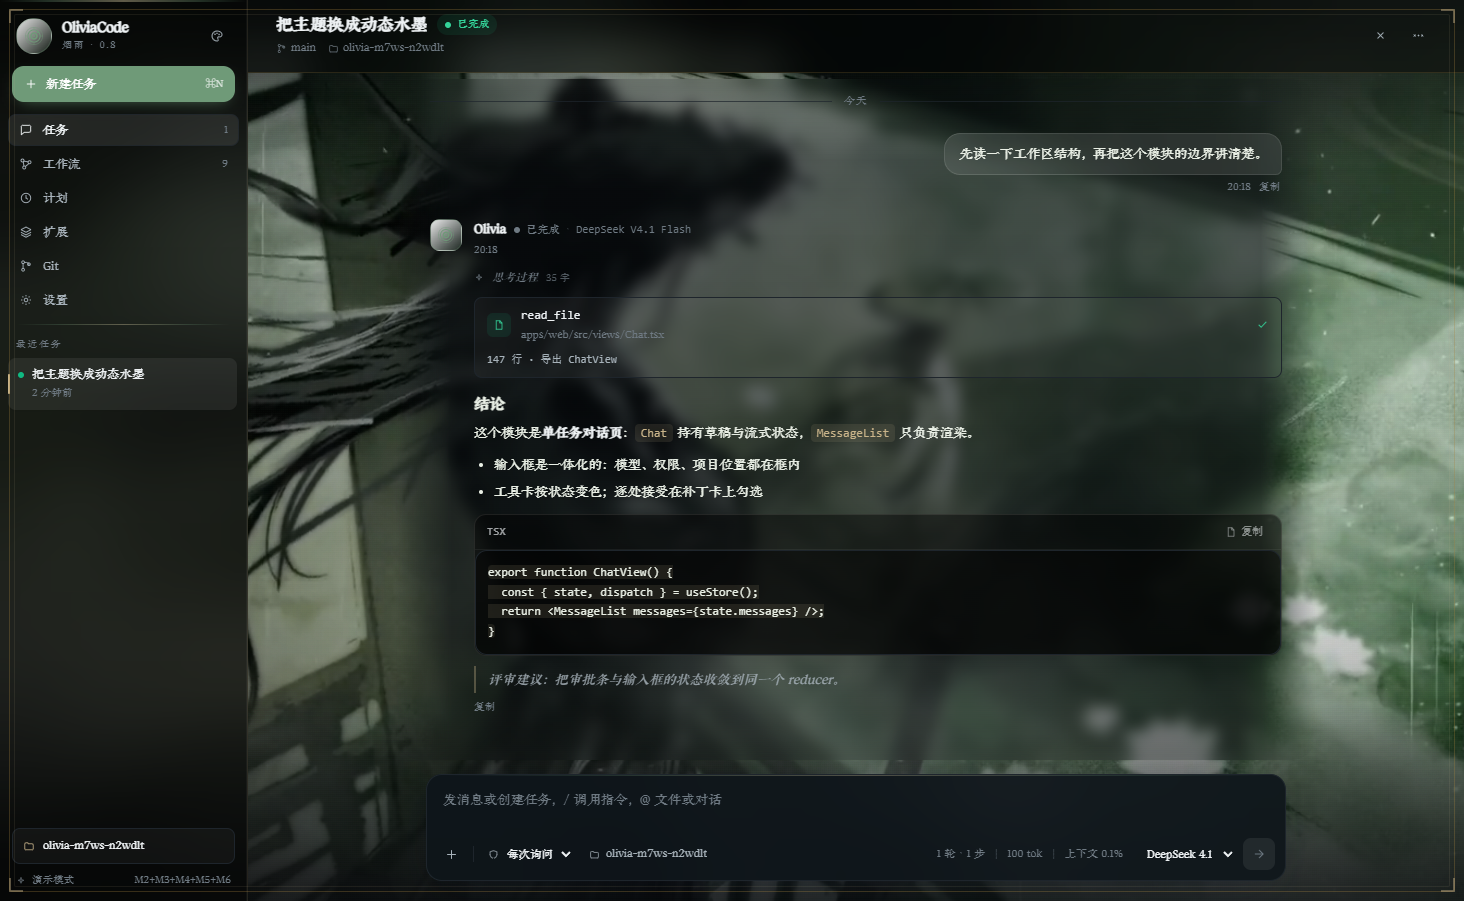 OliviaCode
烟雨 · 0.8
新建任务 ⌘N
任务 1
工作流 9
计划
扩展
Git
设置
最近任务
把主题换成动态水墨
2 分钟前
olivia-m7ws-n2wdlt
演示模式 M2+M3+M4+M5+M6
把主题换成动态水墨 已完成
main olivia-m7ws-n2wdlt
今天
先读一下工作区结构，再把这个模块的边界讲清楚。
20:18 复制
Olivia 已完成 · DeepSeek V4.1 Flash
20:18
思考过程 35 字
read_file
apps/web/src/views/Chat.tsx
147 行 · 导出 ChatView
结论
这个模块是单任务对话页：Chat 持有草稿与流式状态，MessageList 只负责渲染。
• 输入框是一体化的：模型、权限、项目位置都在框内
• 工具卡按状态变色；逐处接受在补丁卡上勾选
TSX 复制
export function ChatView() {
  const { state, dispatch } = useStore();
  return <MessageList messages={state.messages} />;
}
评审建议：把审批条与输入框的状态收敛到同一个 reducer。
复制
发消息或创建任务，/ 调用指令，@ 文件或对话
每次询问 olivia-m7ws-n2wdlt 1 轮 · 1 步 | 100 tok | 上下文 0.1% DeepSeek 4.1